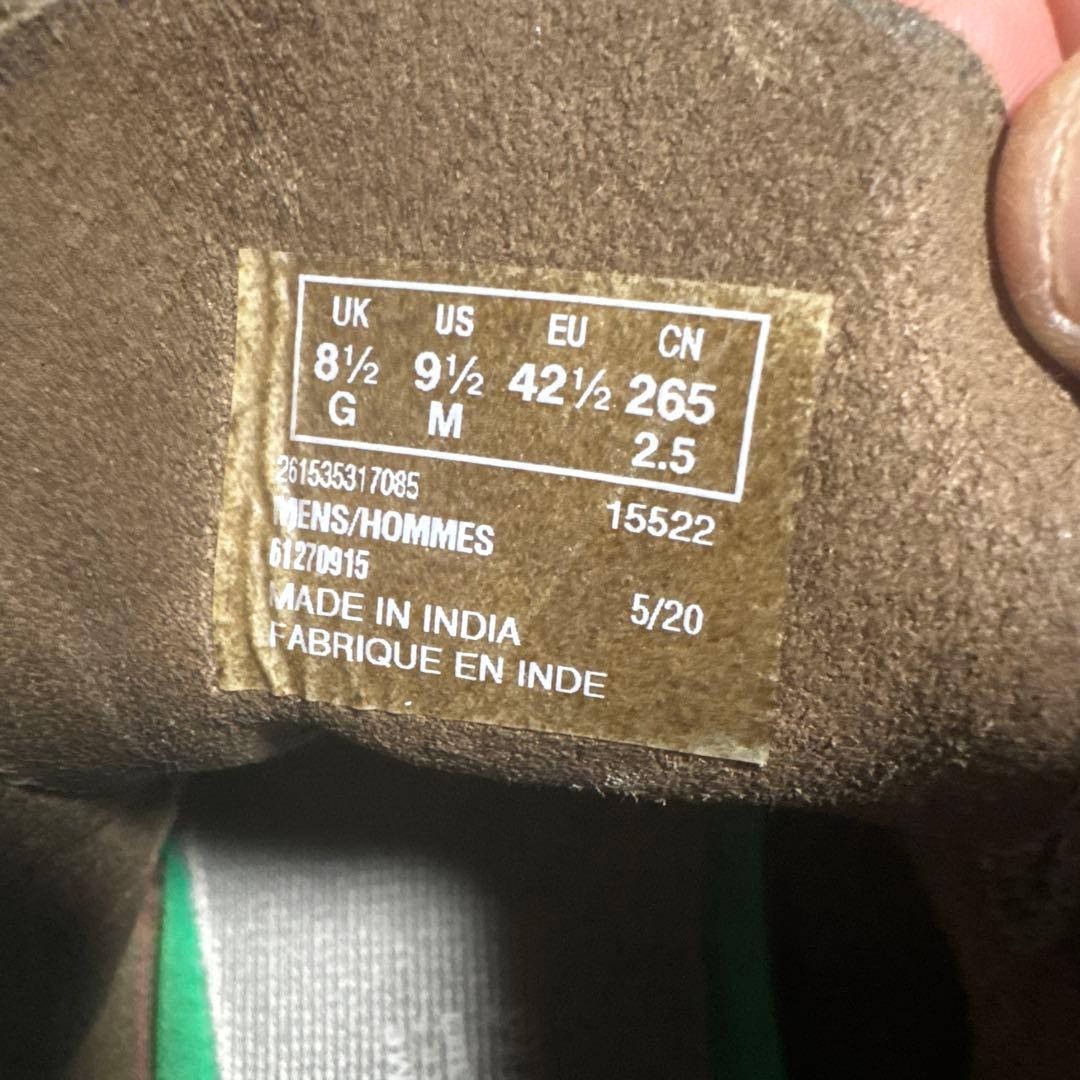 UK US EU CN
8½ 9½ 42½ 265
G M 2.5
261535317085
MENS/HOMMES 15522
61270915
MADE IN INDIA 5/20
FABRIQUE EN INDE